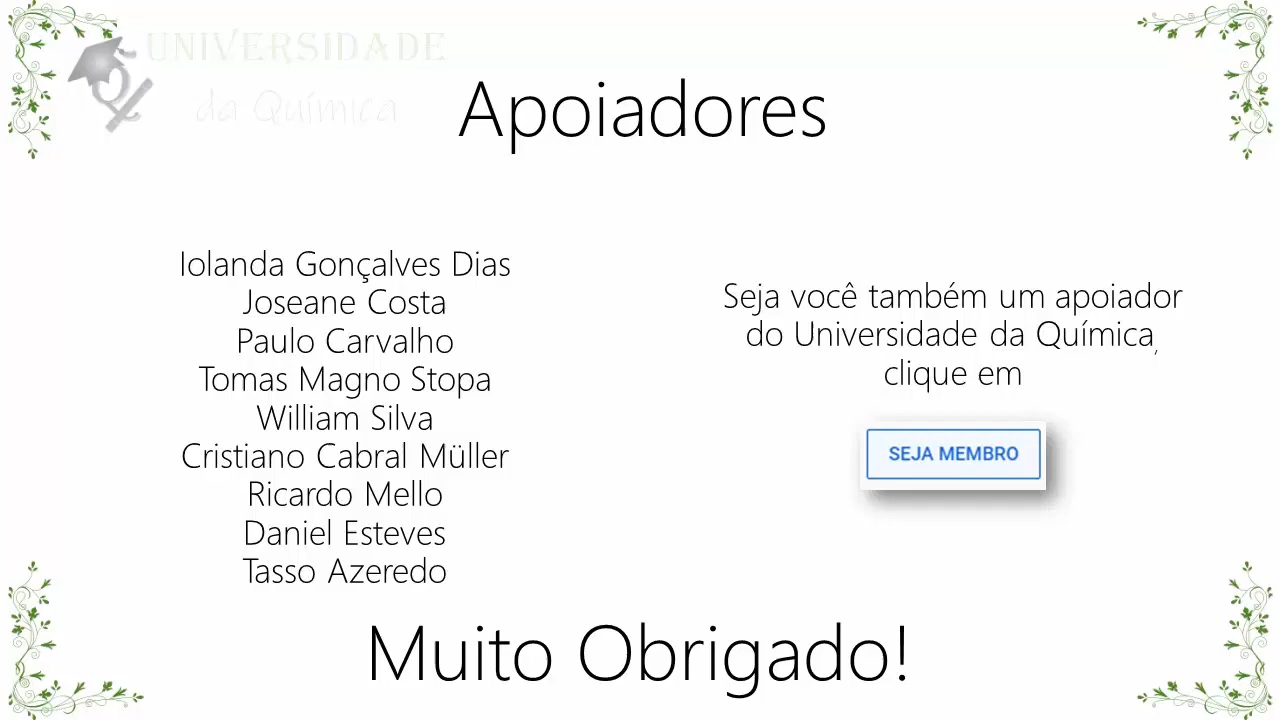 UNIVERSIDADE
da Química
Apoiadores
Iolanda Gonçalves Dias
Joseane Costa
Paulo Carvalho
Tomas Magno Stopa
William Silva
Cristiano Cabral Müller
Ricardo Mello
Daniel Esteves
Tasso Azeredo
Seja você também um apoiador
do Universidade da Química,
clique em
SEJA MEMBRO
Muito Obrigado!